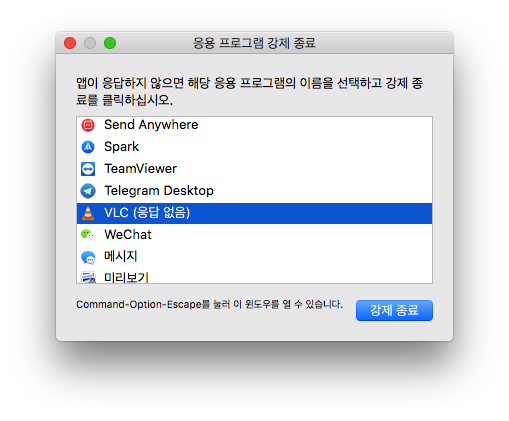 응용 프로그램 강제 종료
앱이 응답하지 않으면 해당 응용 프로그램의 이름을 선택하고 강제 종
료를 클릭하십시오.
Send Anywhere
Spark
TeamViewer
Telegram Desktop
VLC (응답 없음)
WeChat
메시지
미리보기
Command-Option-Escape를 눌러 이 윈도우를 열 수 있습니다.
강제 종료